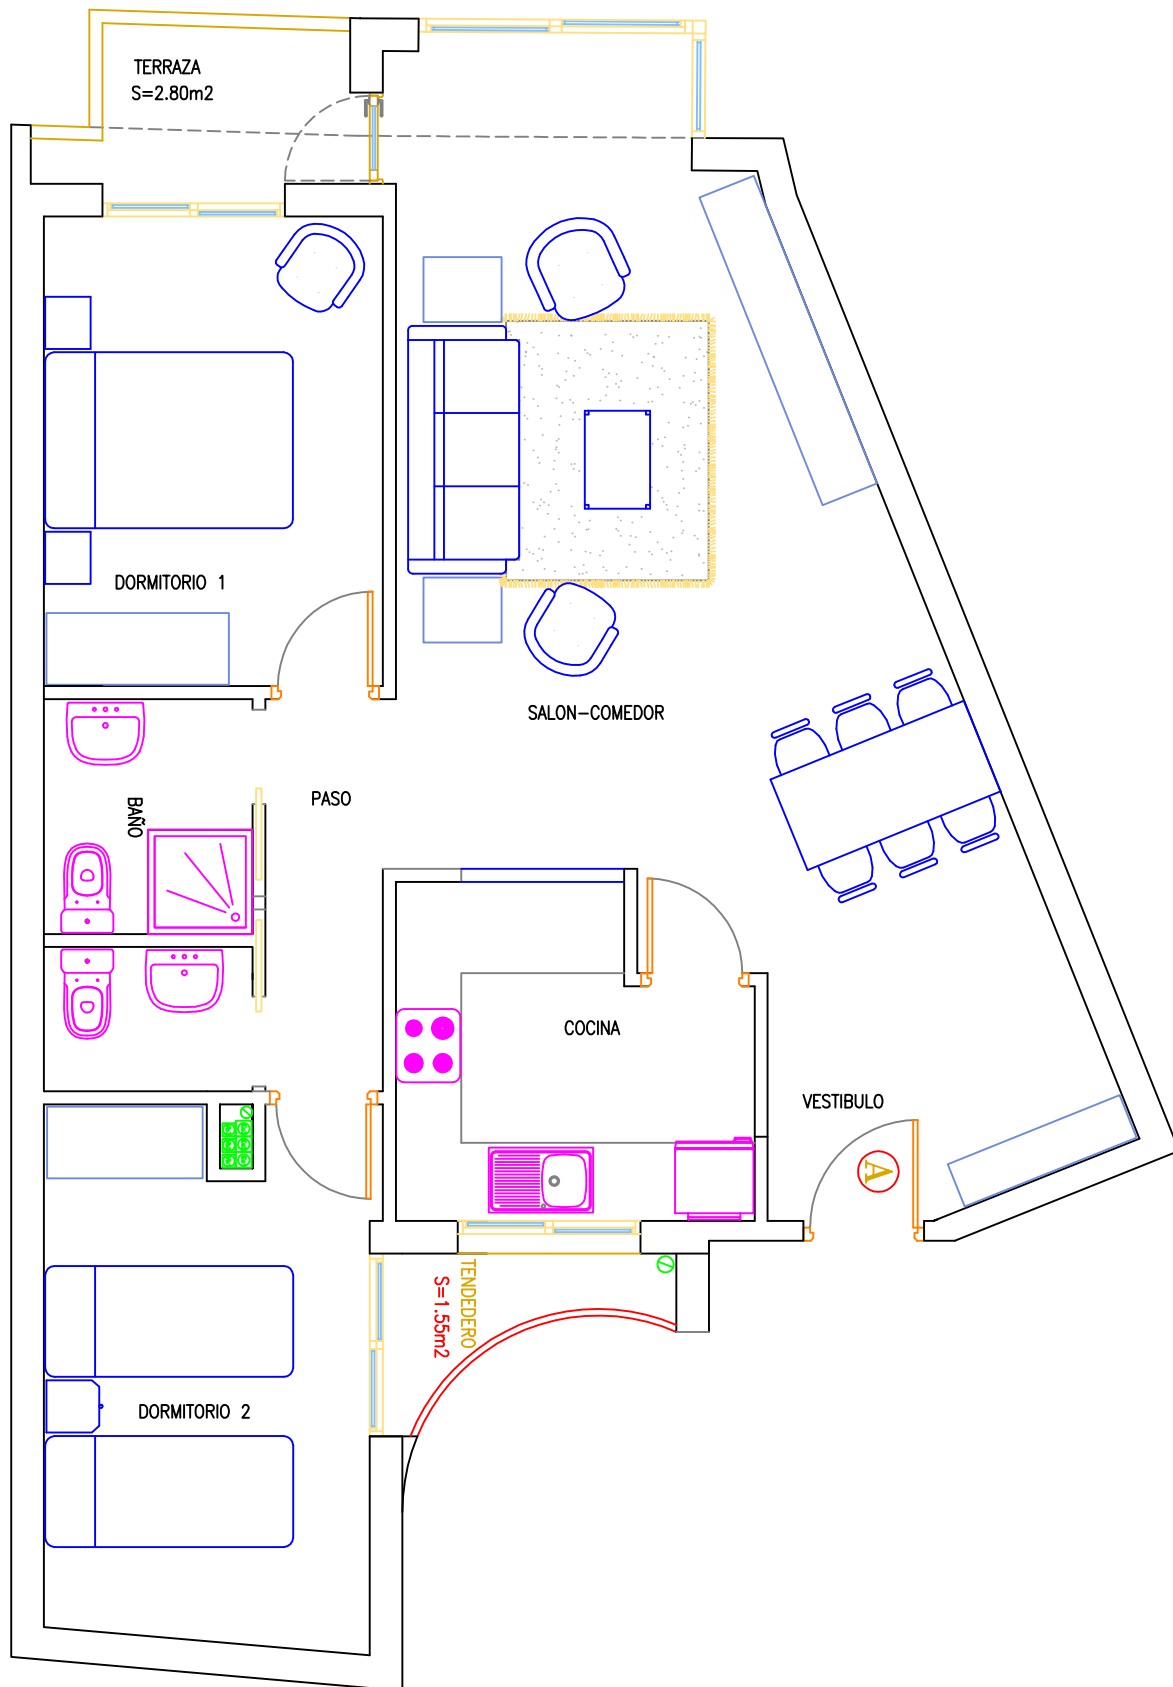 TERRAZA
S=2.80m2
DORMITORIO 1
SALON-COMEDOR
PASO
BAÑO
COCINA
VESTIBULO
A
TENDEDERO
S=1.55m2
DORMITORIO 2